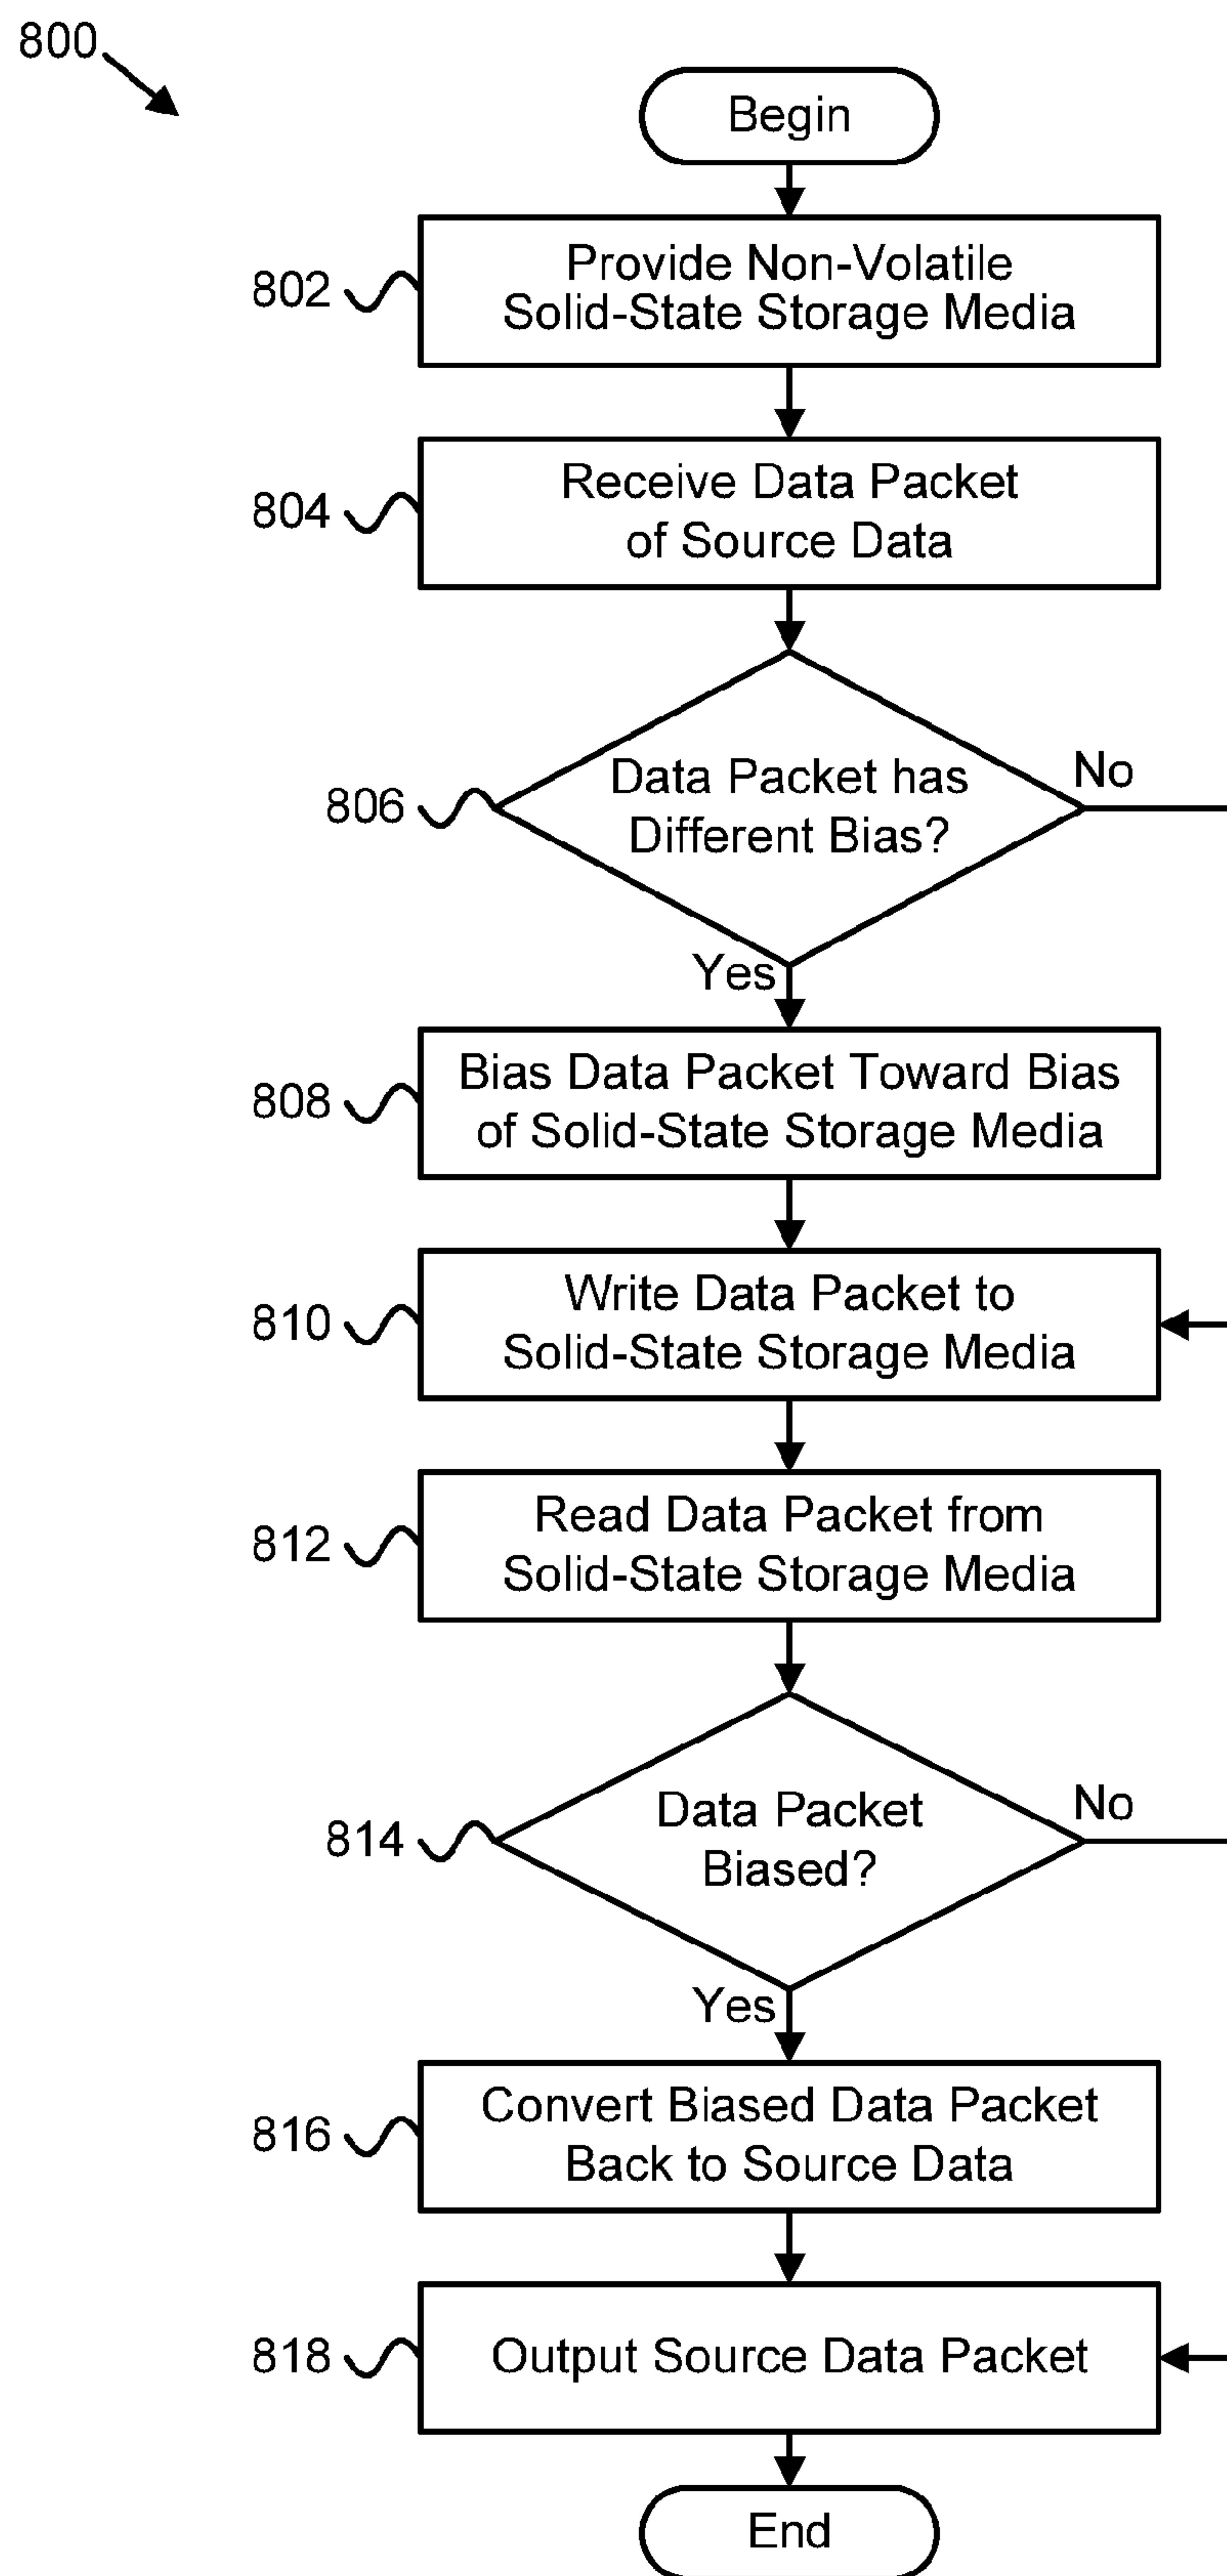 800
Begin
802
Provide Non-Volatile
Solid-State Storage Media
804
Receive Data Packet
of Source Data
806
Data Packet has
Different Bias?
No
Yes
808
Bias Data Packet Toward Bias
of Solid-State Storage Media
810
Write Data Packet to
Solid-State Storage Media
812
Read Data Packet from
Solid-State Storage Media
814
Data Packet
Biased?
No
Yes
816
Convert Biased Data Packet
Back to Source Data
818
Output Source Data Packet
End